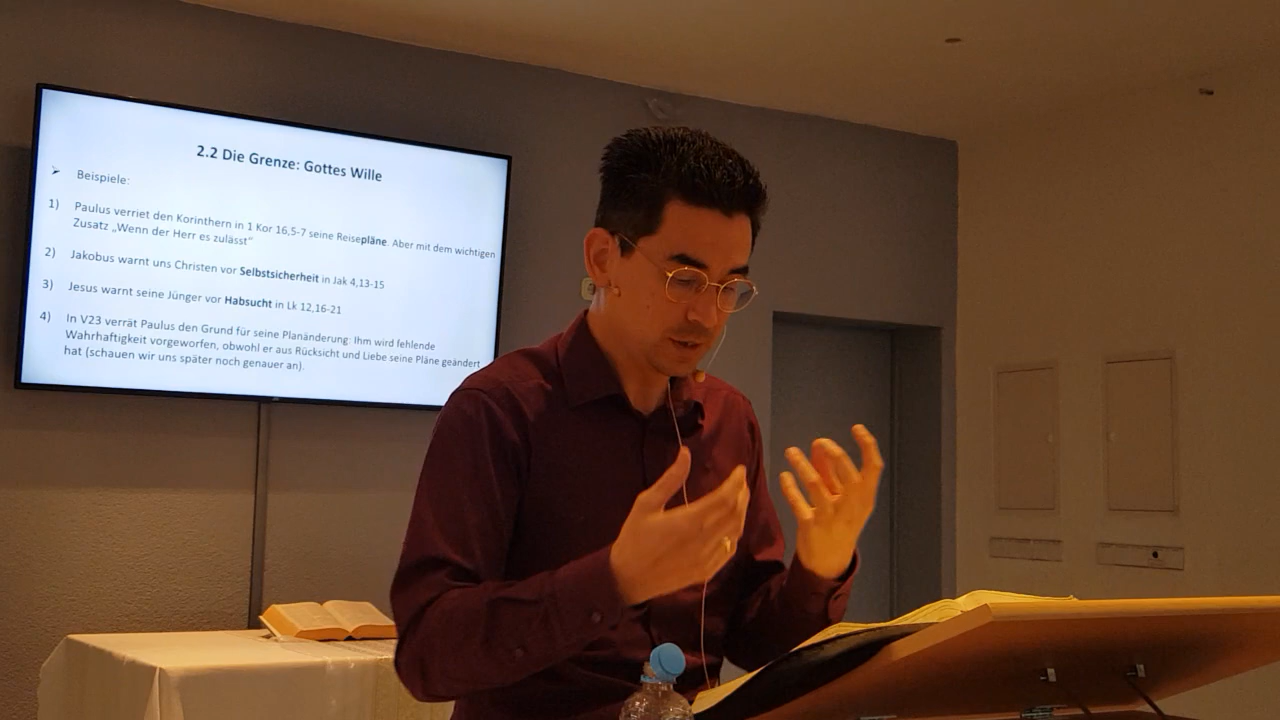 2.2 Die Grenze: Gottes Wille
➢ Beispiele:
1) Paulus verriet den Korinthern in 1 Kor 16,5-7 seine Reisepläne. Aber mit dem wichtigen
Zusatz „Wenn der Herr es zulässt“
2) Jakobus warnt uns Christen vor Selbstsicherheit in Jak 4,13-15
3) Jesus warnt seine Jünger vor Habsucht in Lk 12,16-21
4) In V23 verrät Paulus den Grund für seine Planänderung: Ihm wird fehlende
Wahrhaftigkeit vorgeworfen, obwohl er aus Rücksicht und Liebe seine Pläne geändert
hat (schauen wir uns später noch genauer an).